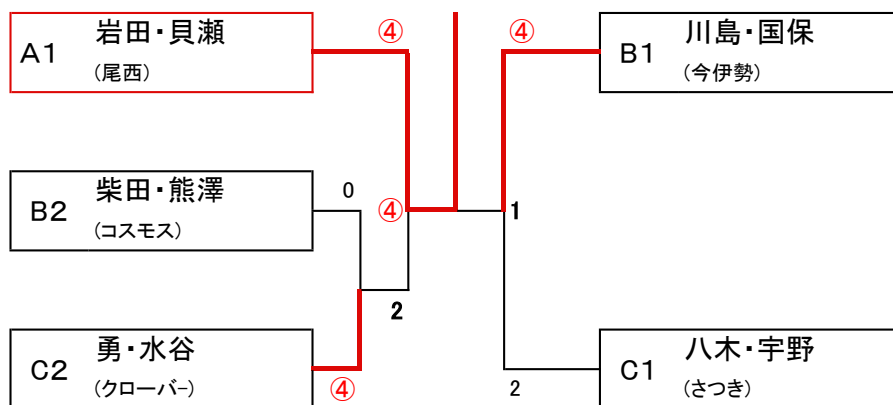 A1
岩田・貝瀬
(尾西)
④
④
B1
川島・国保
(今伊勢)
B2
柴田・熊澤
(コスモス)
0
④
1
2
C2
勇・水谷
(クローバｰ)
④
2
C1
八木・宇野
(さつき)